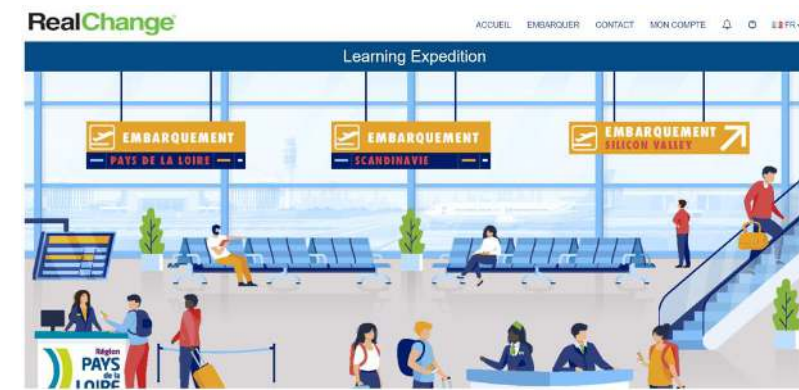 RealChange
ACCUEIL EMBARQUER CONTACT MON COMPTE FR
Learning Expedition
EMBARQUEMENT
PAYS DE LA LOIRE
EMBARQUEMENT
SCANDINAVIE
EMBARQUEMENT
SILICON VALLEY
Région
PAYS
de la
LOIRE